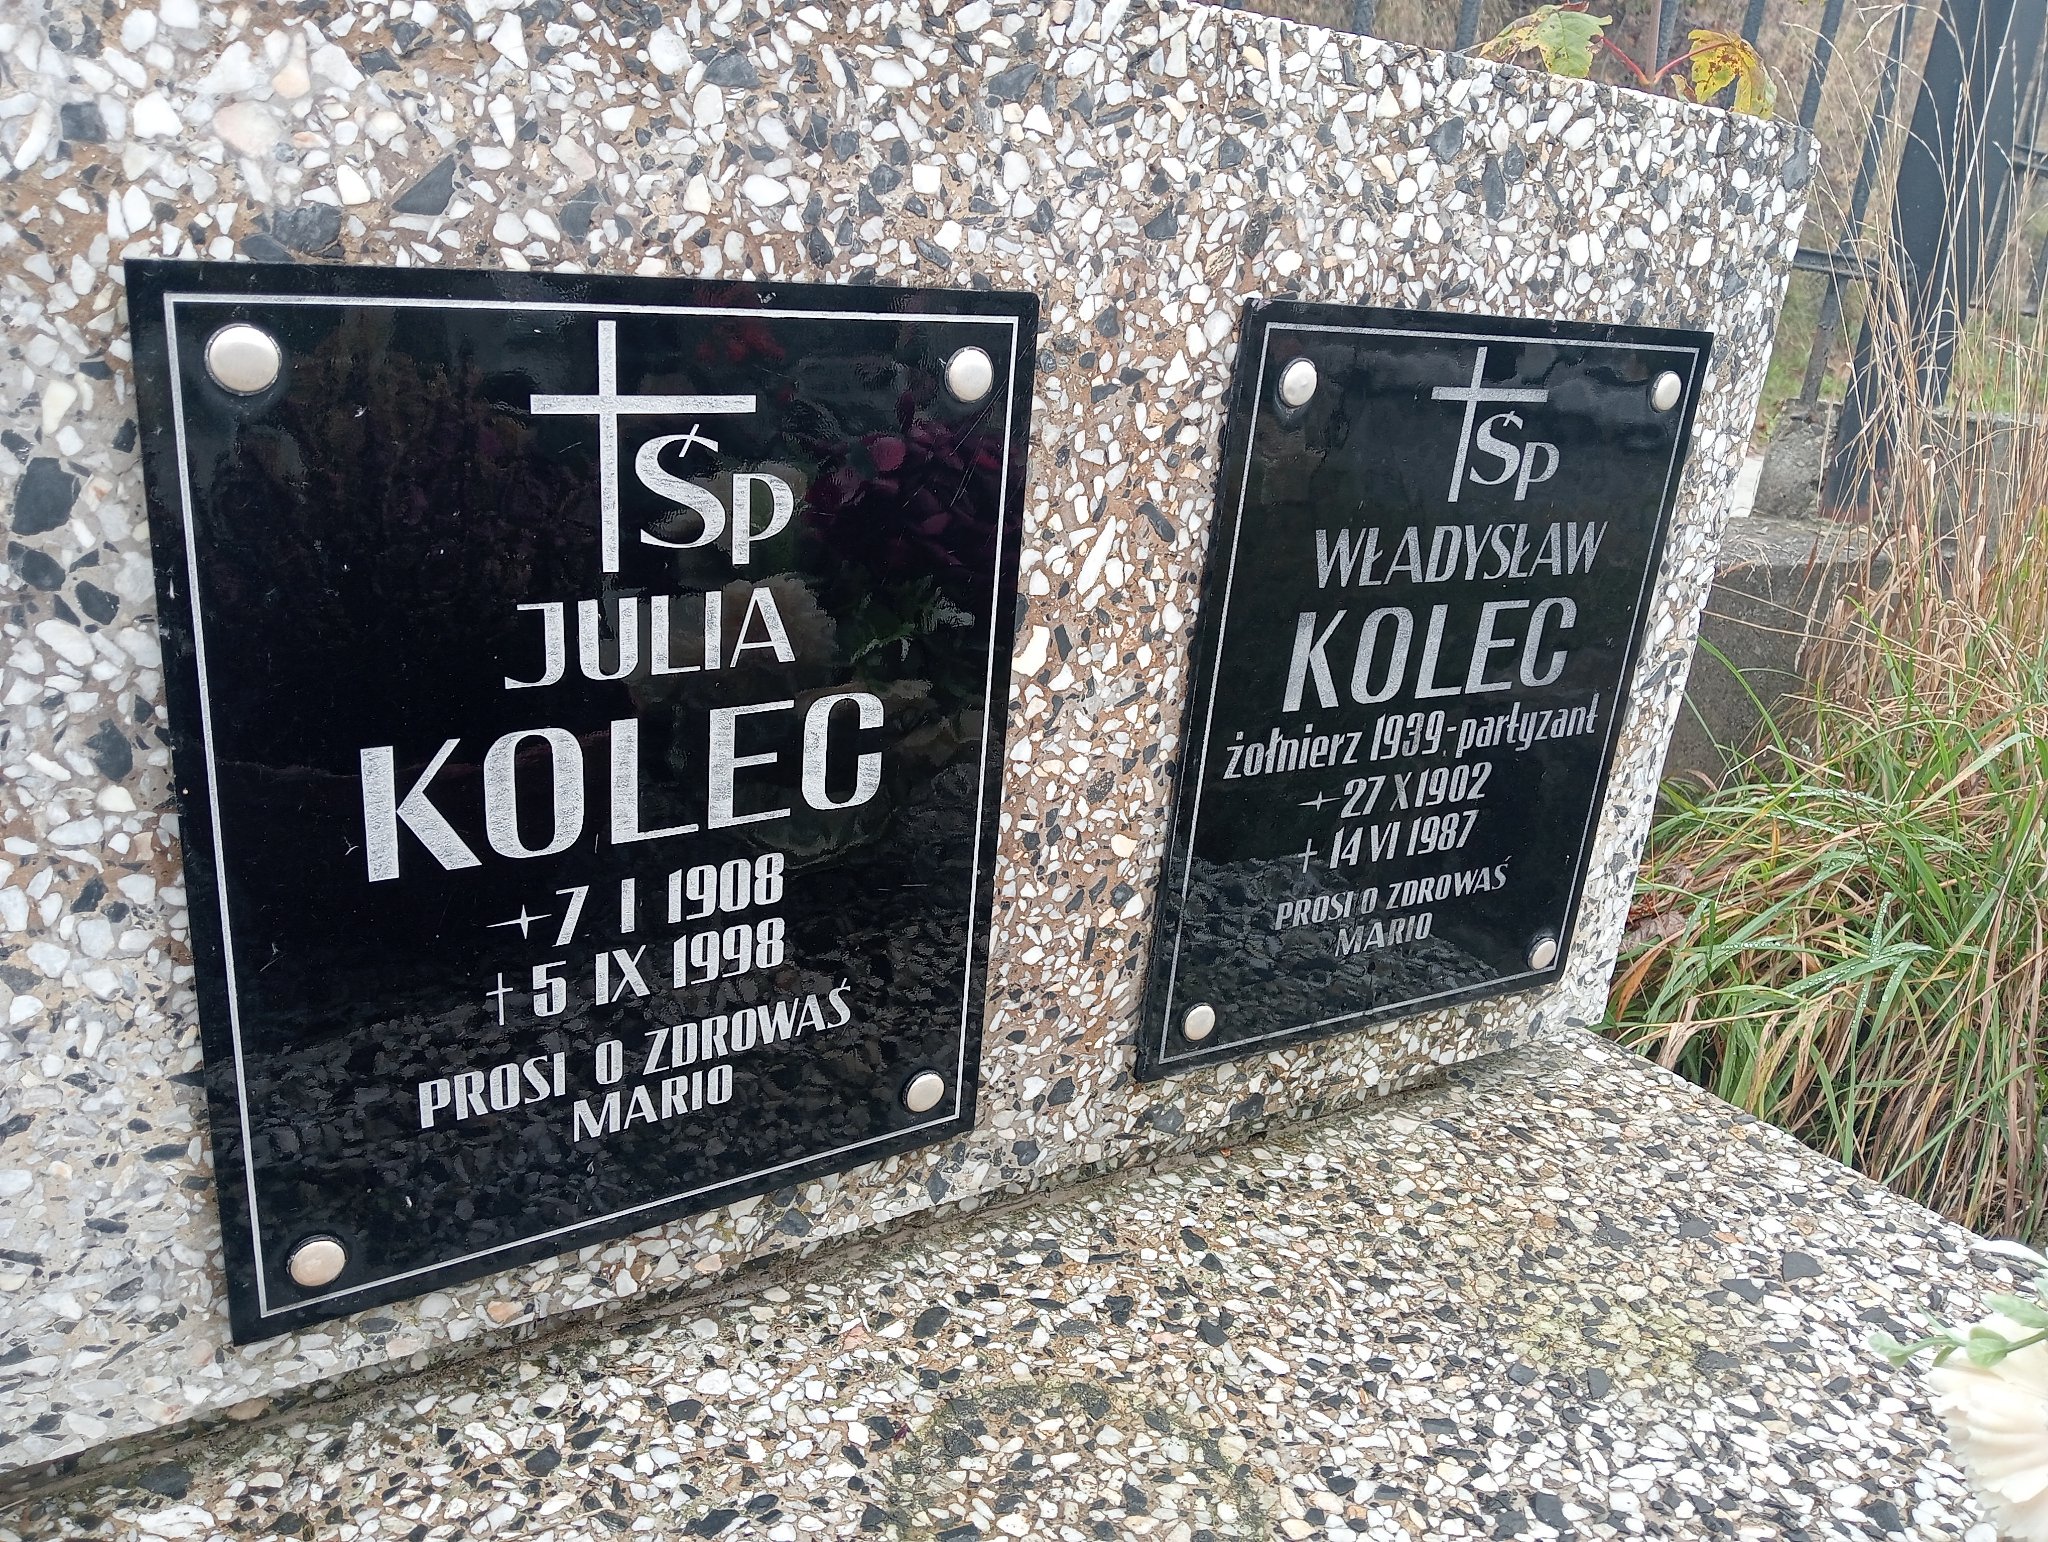 Śp
JULIA
KOLEC
7 I 1908
† 5 IX 1998
PROSI O ZDROWAŚ
MARIO
Śp
WŁADYSŁAW
KOLEC
żołnierz 1939-partyzant
27 X 1902
† 14 VI 1987
PROSI O ZDROWAŚ
MARIO